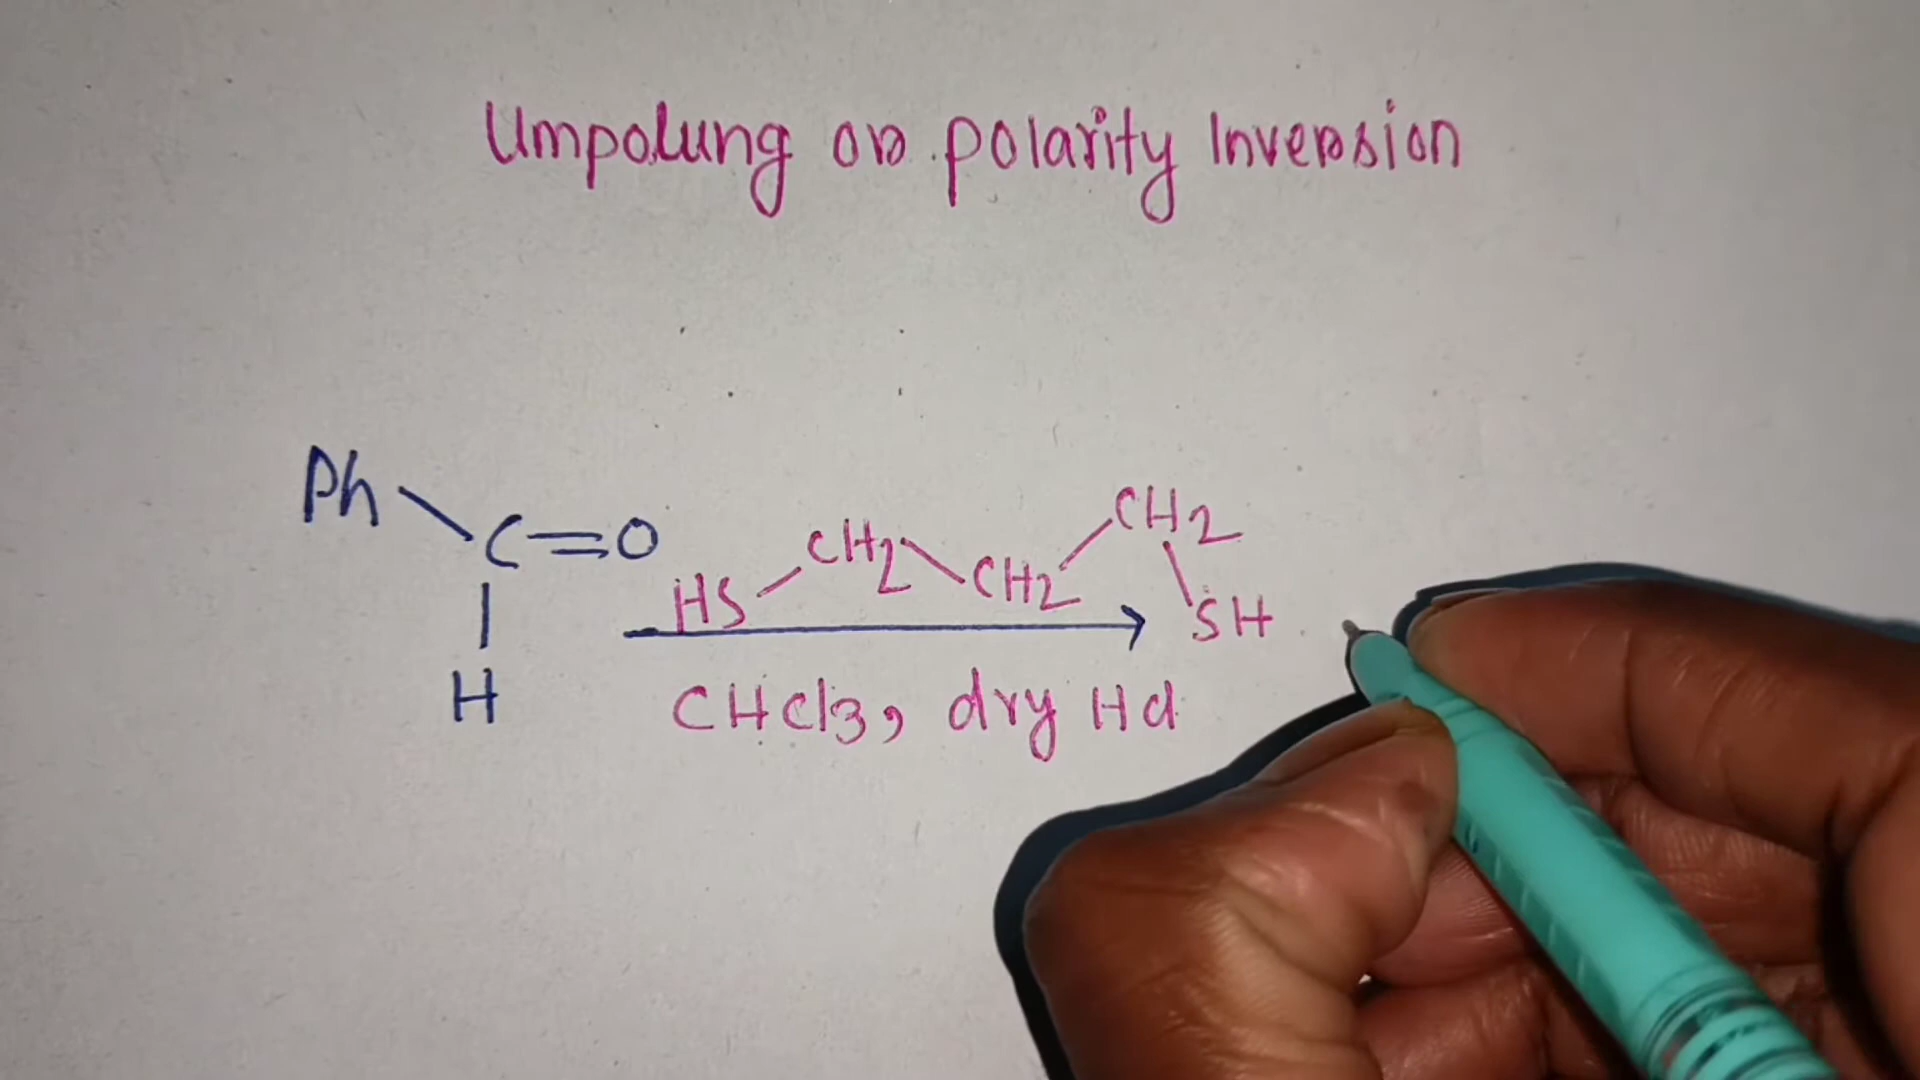 Umpolung or polarity Inversion
Ph
C=O
H
HS CH2 CH2 CH2 SH
CHCl3, dry HCl